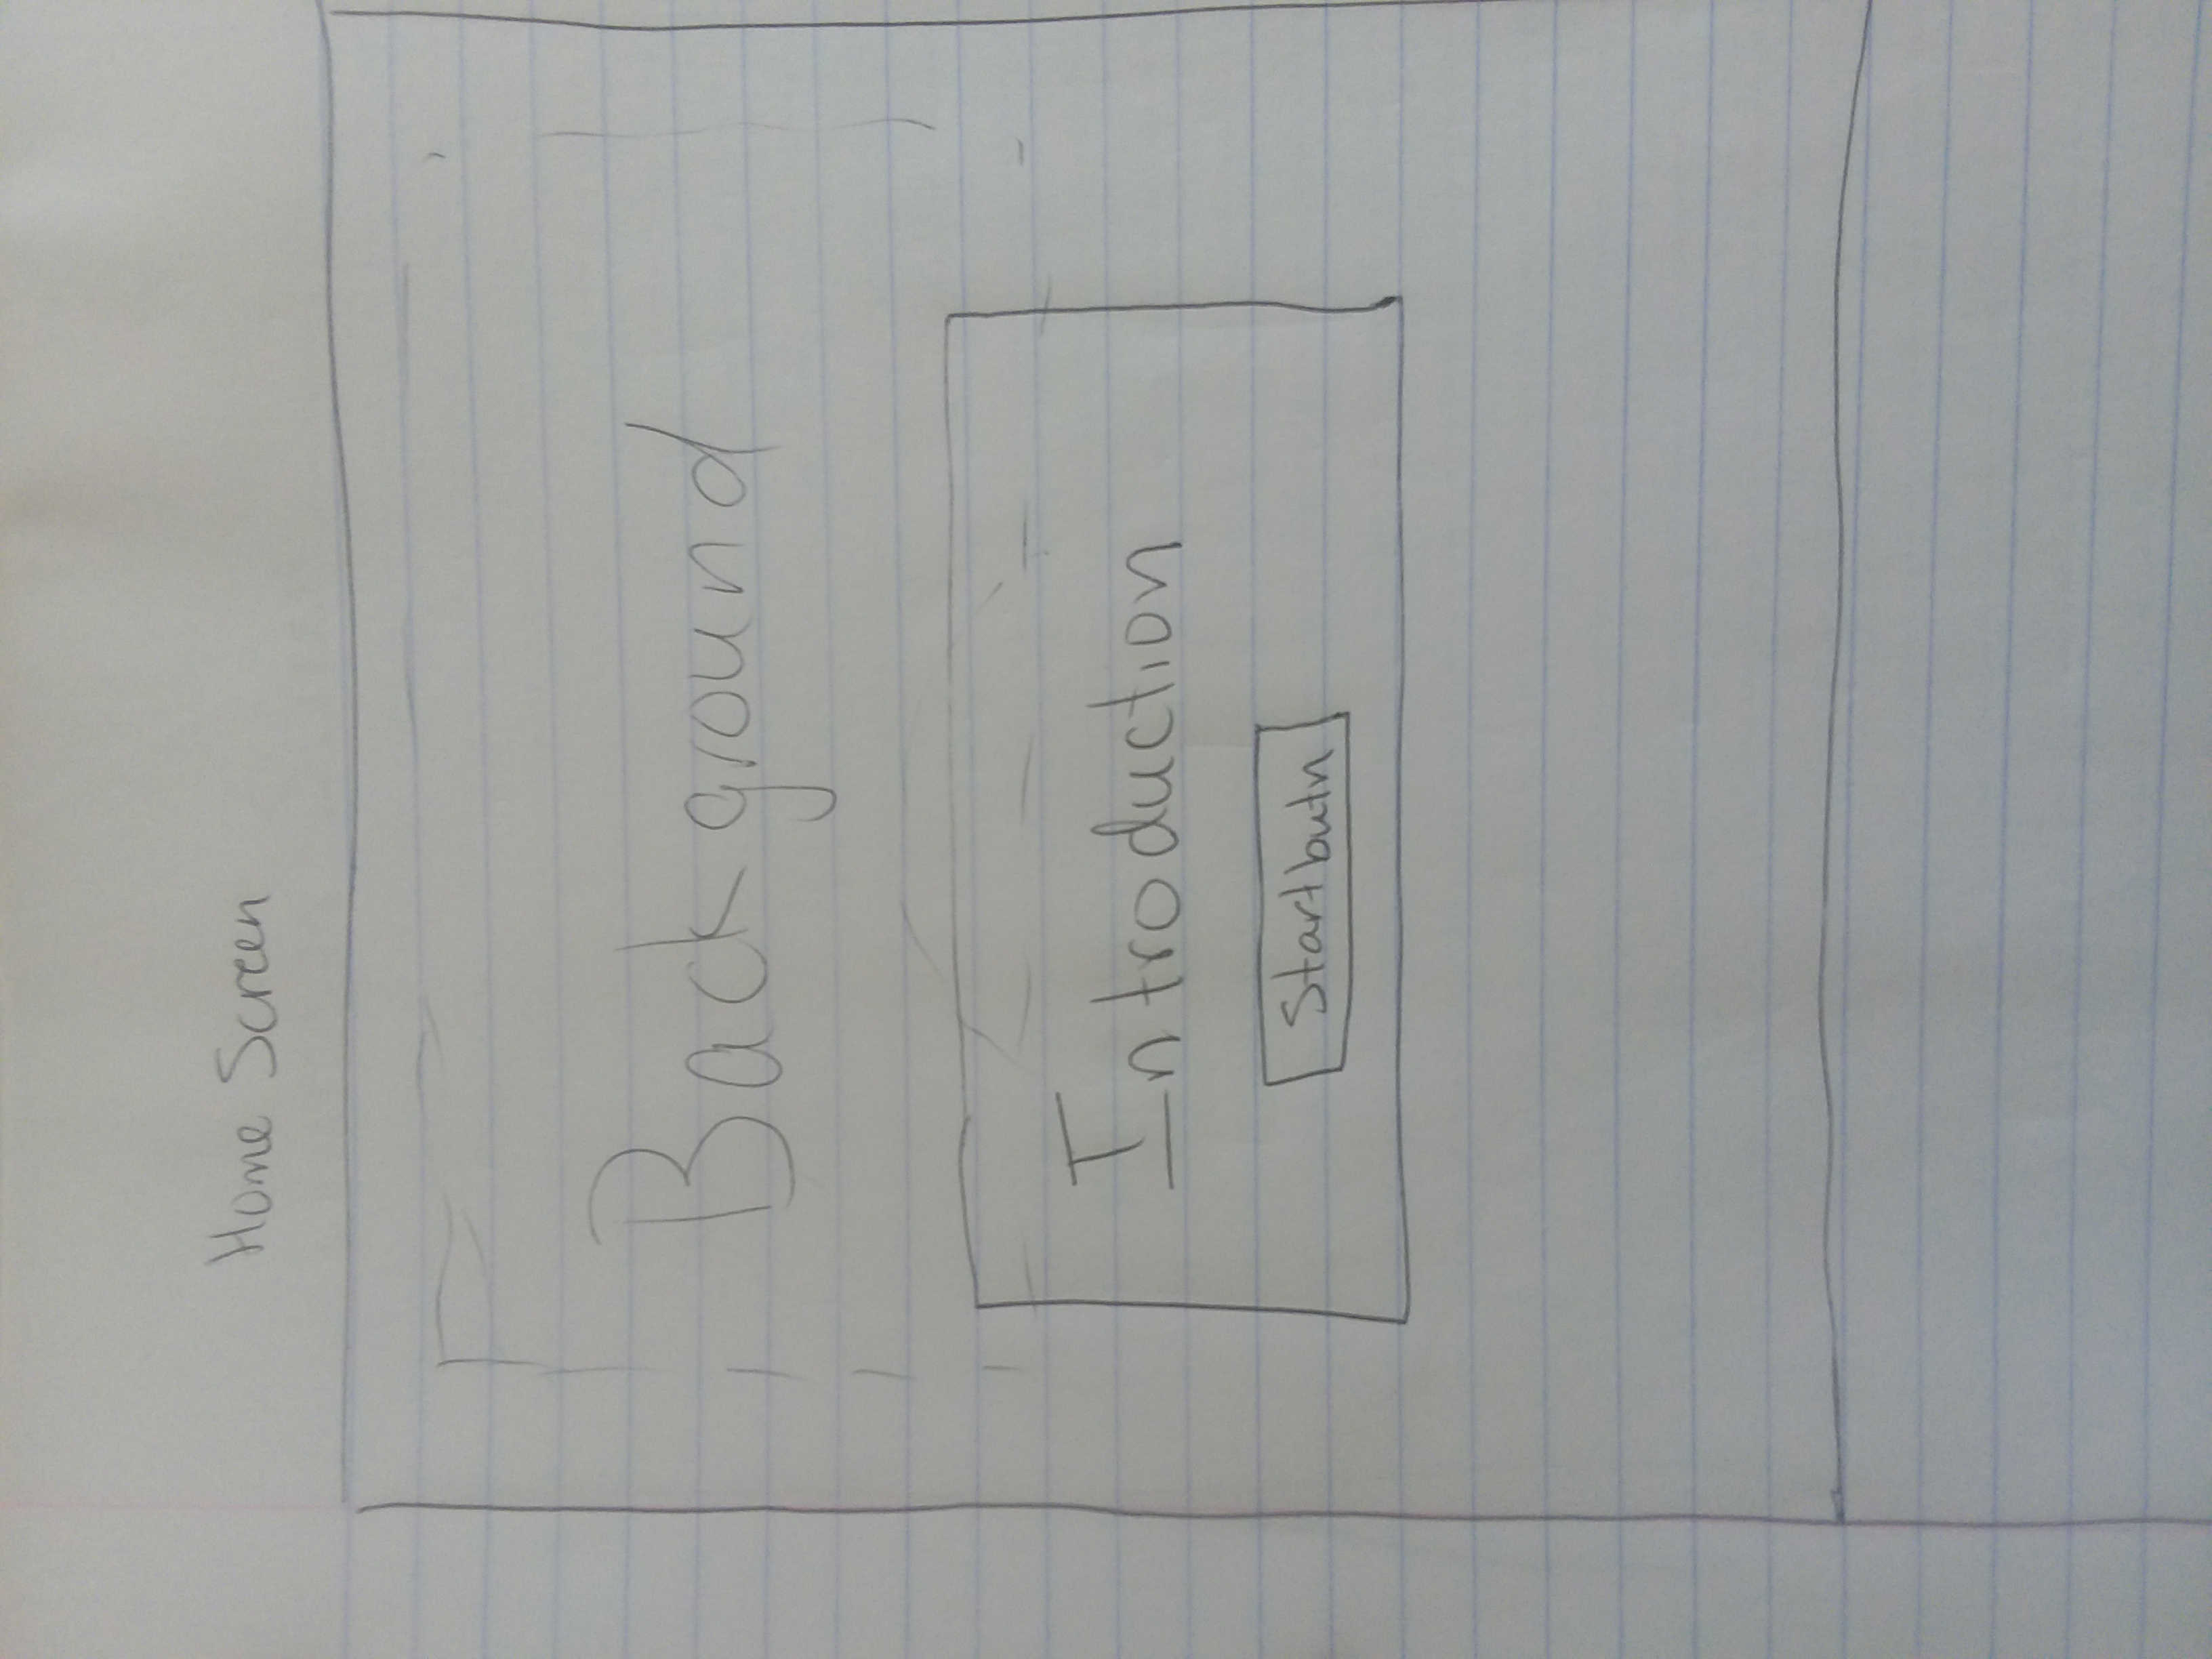 Home Screen
Background
Introduction
Startbutn